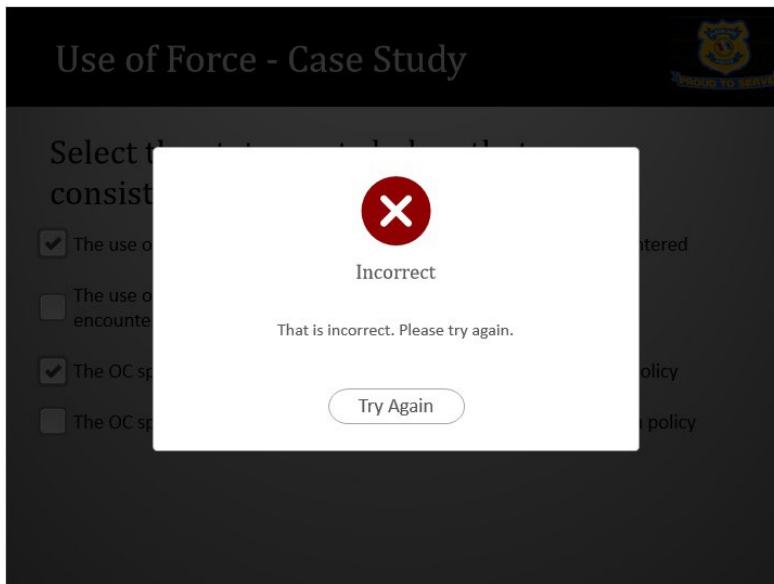 Use of Force - Case Study
PROUD TO SERVE
Select
consist
The use o
ntered
The use o
encounte
The OC sp
olicy
The OC sp
policy
Incorrect
That is incorrect. Please try again.
Try Again